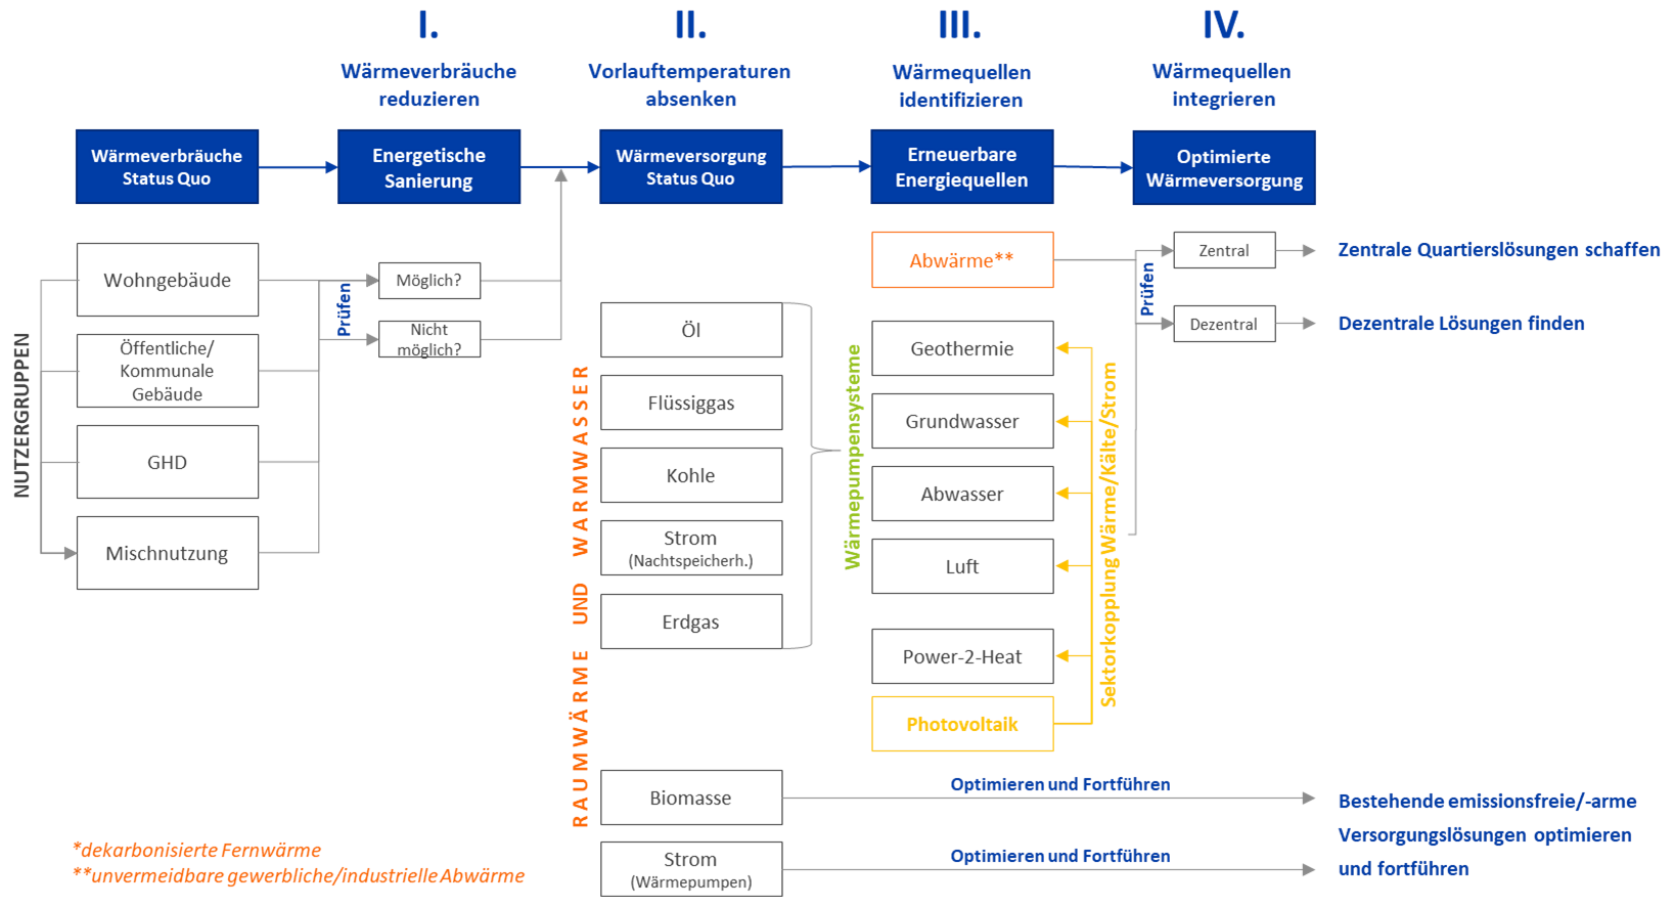 I.
Wärmeverbräuche
reduzieren
II.
Vorlauftemperaturen
absenken
III.
Wärmequellen
identifizieren
IV.
Wärmequellen
integrieren
Wärmeverbräuche
Status Quo
Energetische
Sanierung
Wärmeversorgung
Status Quo
Erneuerbare
Energiequellen
Optimierte
Wärmeversorgung
NUTZERGRUPPEN
Wohngebäude
Öffentliche/
Kommunale
Gebäude
GHD
Mischnutzung
Prüfen
Möglich?
Nicht
möglich?
RAUMWÄRME UND WARMWASSER
Öl
Flüssiggas
Kohle
Strom
(Nachtspeicherh.)
Erdgas
Biomasse
Strom
(Wärmepumpen)
Wärmepumpensysteme
Abwärme**
Geothermie
Grundwasser
Abwasser
Luft
Power-2-Heat
Photovoltaik
Sektorkopplung Wärme/Kälte/Strom
Prüfen
Zentral
Zentrale Quartierslösungen schaffen
Dezentral
Dezentrale Lösungen finden
Optimieren und Fortführen
Optimieren und Fortführen
Bestehende emissionsfreie/-arme
Versorgungslösungen optimieren
und fortführen
*dekarbonisierte Fernwärme
**unvermeidbare gewerbliche/industrielle Abwärme